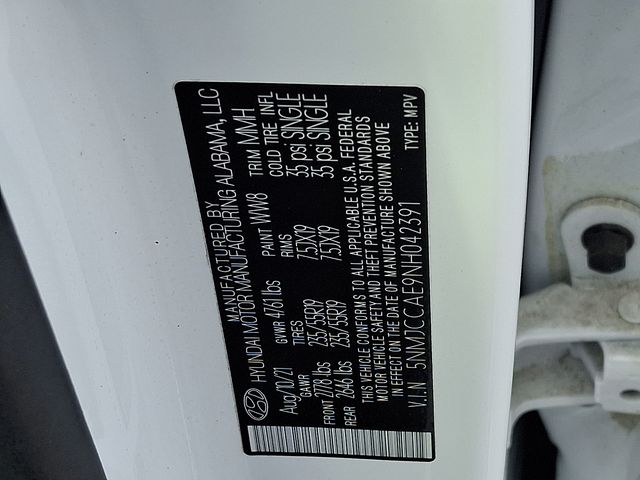 MANUFACTURED BY
HYUNDAI MOTOR MANUFACTURING ALABAMA, LLC
Aug/10/21 GVWR 4761 lbs PAINT WW8 TRIM MMH
GAWR TIRES RIMS COLD TIRE INFL
FRONT 2778 lbs 235/55R19 7.5JX19 35 psi SINGLE
REAR 2646 lbs 235/55R19 7.5JX19 35 psi SINGLE
THIS VEHICLE CONFORMS TO ALL APPLICABLE U.S.A. FEDERAL
MOTOR VEHICLE SAFETY AND THEFT PREVENTION STANDARDS
IN EFFECT ON THE DATE OF MANUFACTURE SHOWN ABOVE
V.I.N. 5NMJCCAE9NH042391 TYPE: MPV